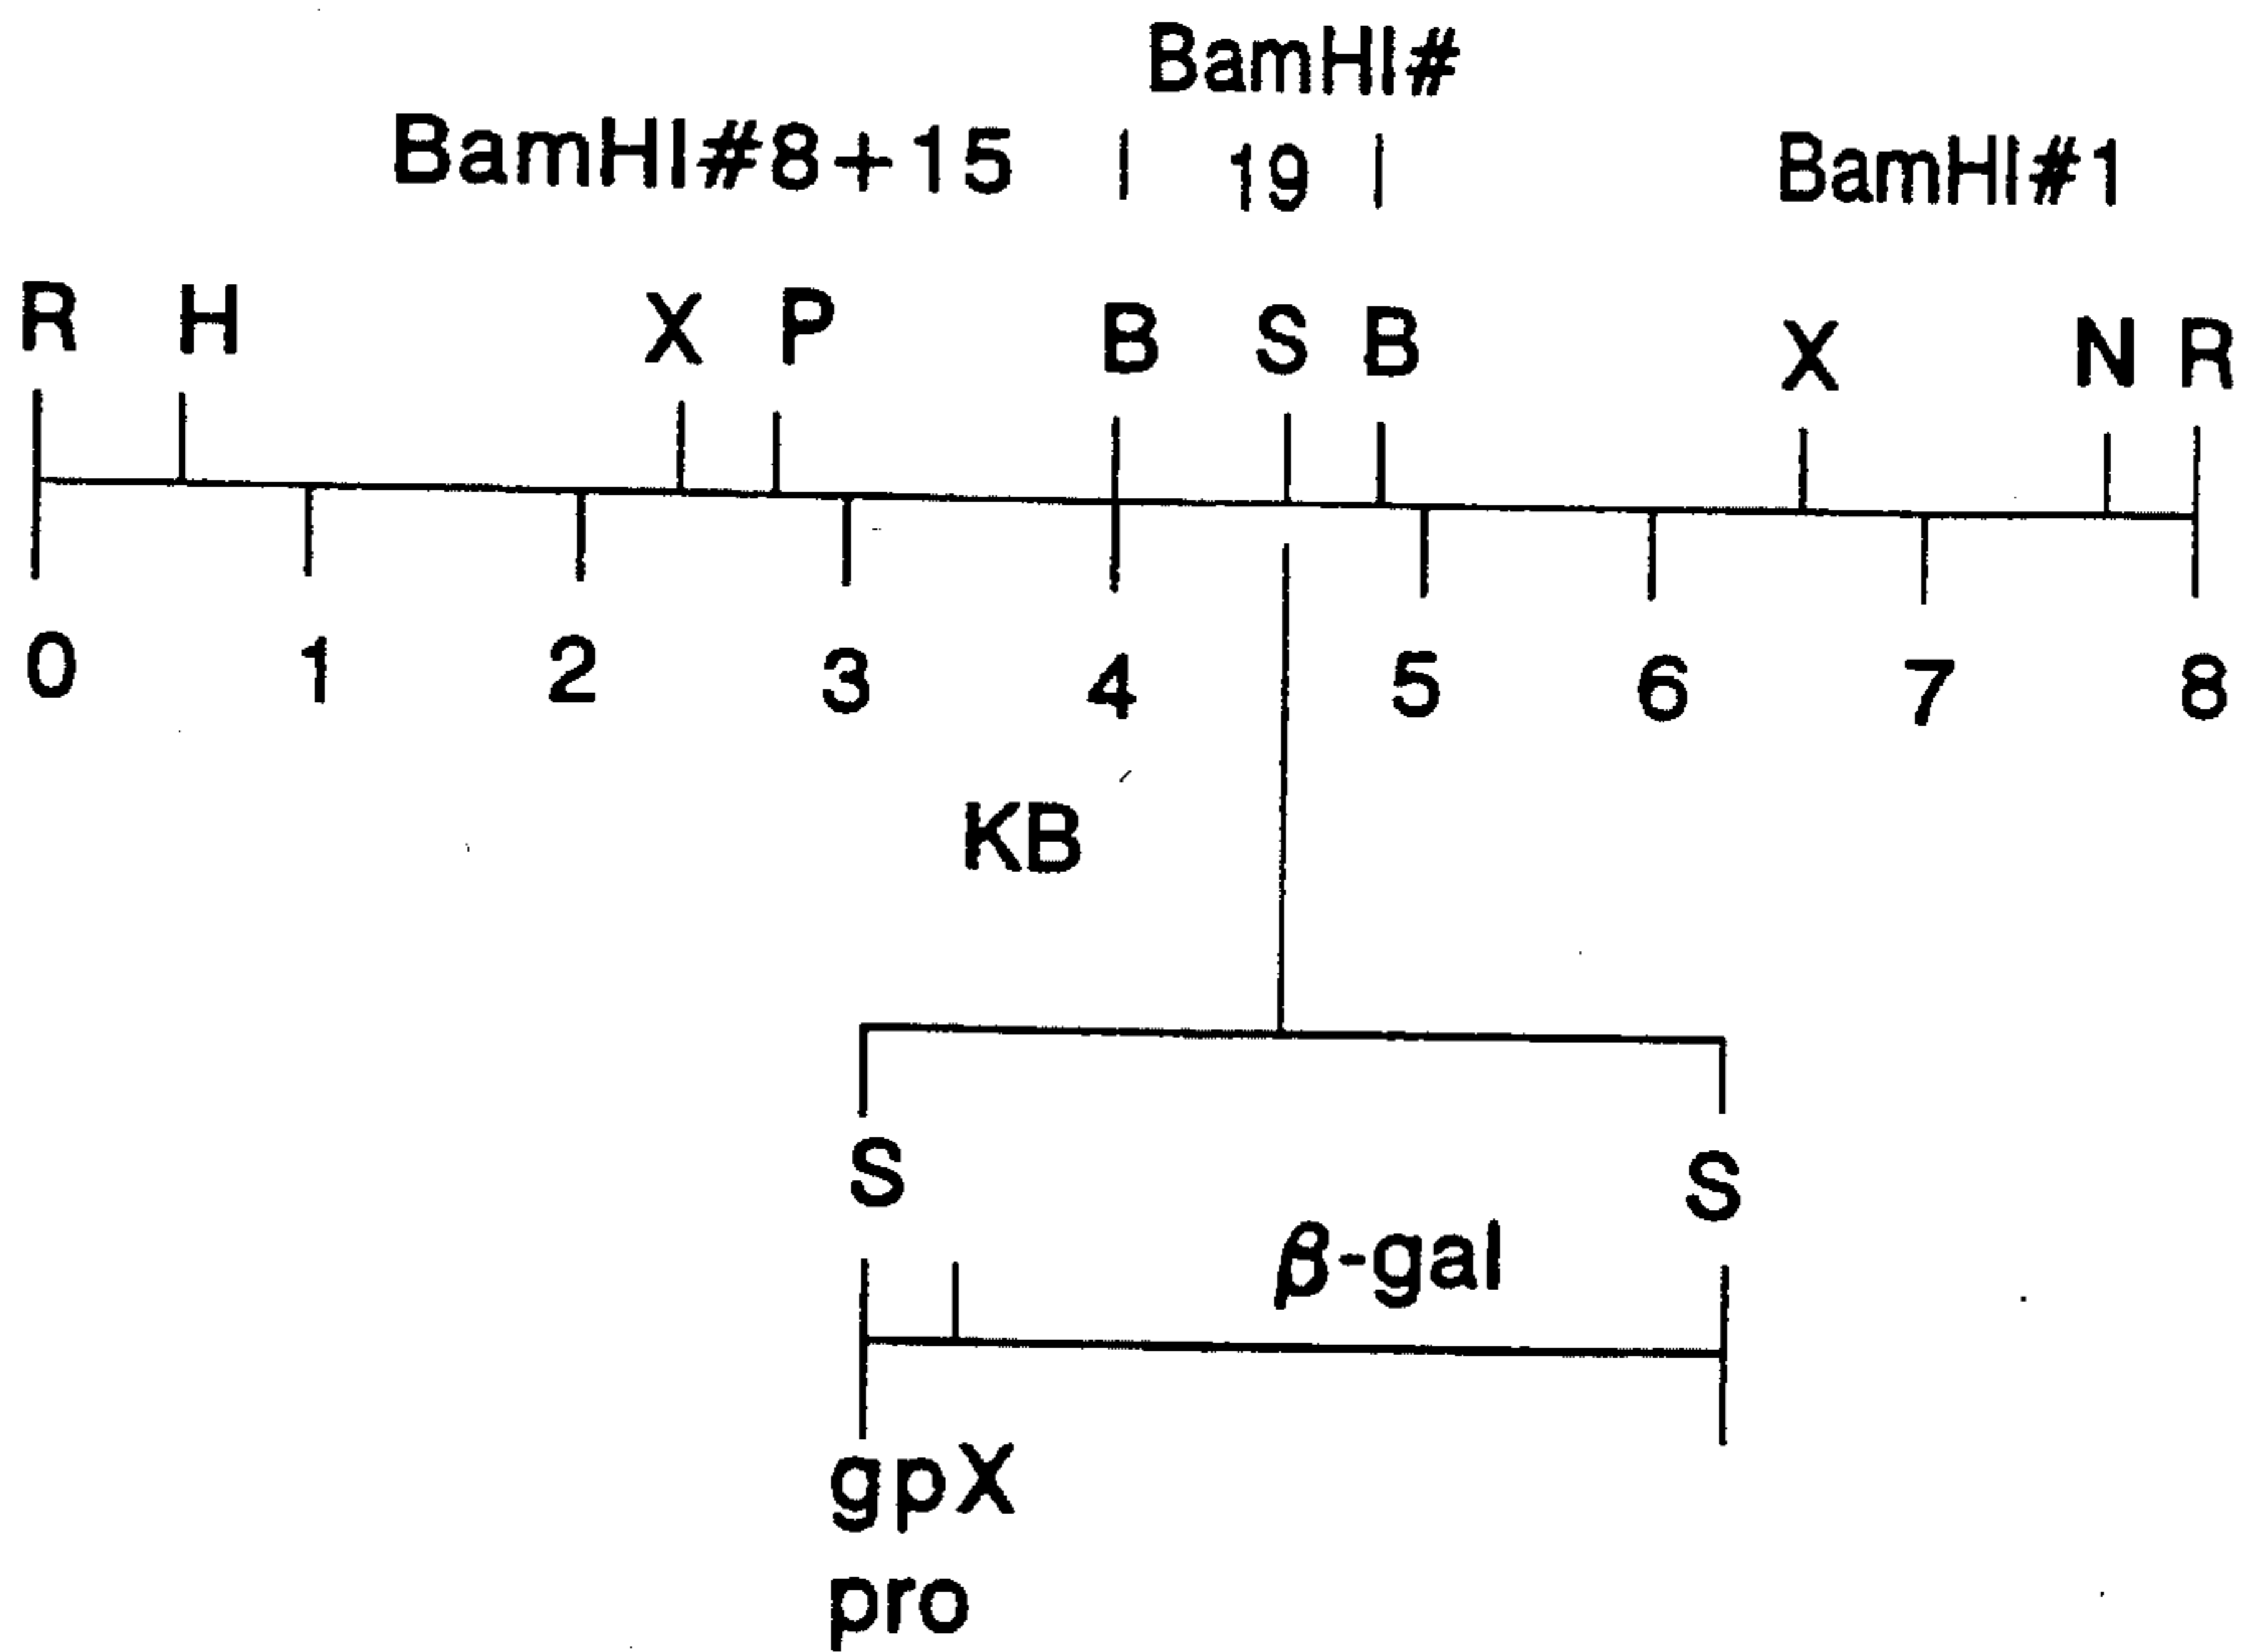 BamHI#
BamHI#8+15 | 19 | BamHI#1
R H X P B S B X N R
0 1 2 3 4 5 6 7 8
KB
S S
β-gal
gpX
pro